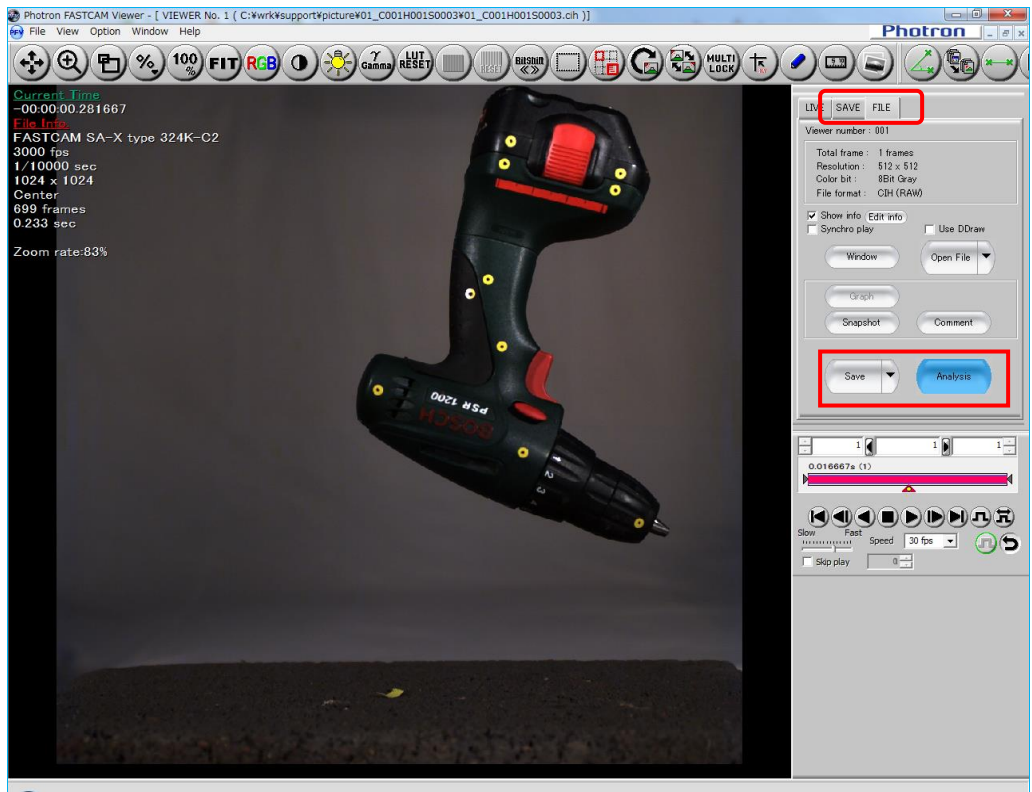 Photron FASTCAM Viewer - [ VIEWER No. 1 ( C:¥wrk¥support¥picture¥01_C001H001S0003¥01_C001H001S0003.cih )]
File View Option Window Help
Photron
% 100% FIT RGB γ Gamma LUT RESET RESET BitShift MULTI LOCK
Current Time
-00:00:00.281667
File Info.
FASTCAM SA-X type 324K-C2
3000 fps
1/10000 sec
1024 x 1024
Center
699 frames
0.233 sec
Zoom rate:83%
PSR 1200
BOSCH
1
2
3
LIVE SAVE FILE
Viewer number : 001
Total frame : 1 frames
Resolution : 512 x 512
Color bit : 8Bit Gray
File format : CIH (RAW)
Show info Edit info
Synchro play Use DDraw
Window Open File
Graph
Snapshot Comment
Save Analysis
1 1 1
0.016667s (1)
Slow Fast Speed 30 fps
Skip play 0